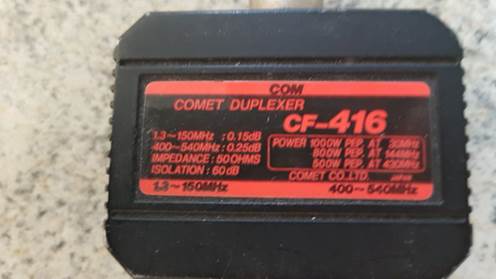 COM
COMET DUPLEXER
CF-416
1.3~150MHz : 0.15dB
400~540MHz : 0.25dB
IMPEDANCE : 50OHMS
ISOLATION : 60dB
POWER 1000W PEP. AT 30MHz
800W PEP. AT 144MHz
500W PEP. AT 430MHz
COMET CO., LTD. Japan
1.3~150MHz 400~540MHz